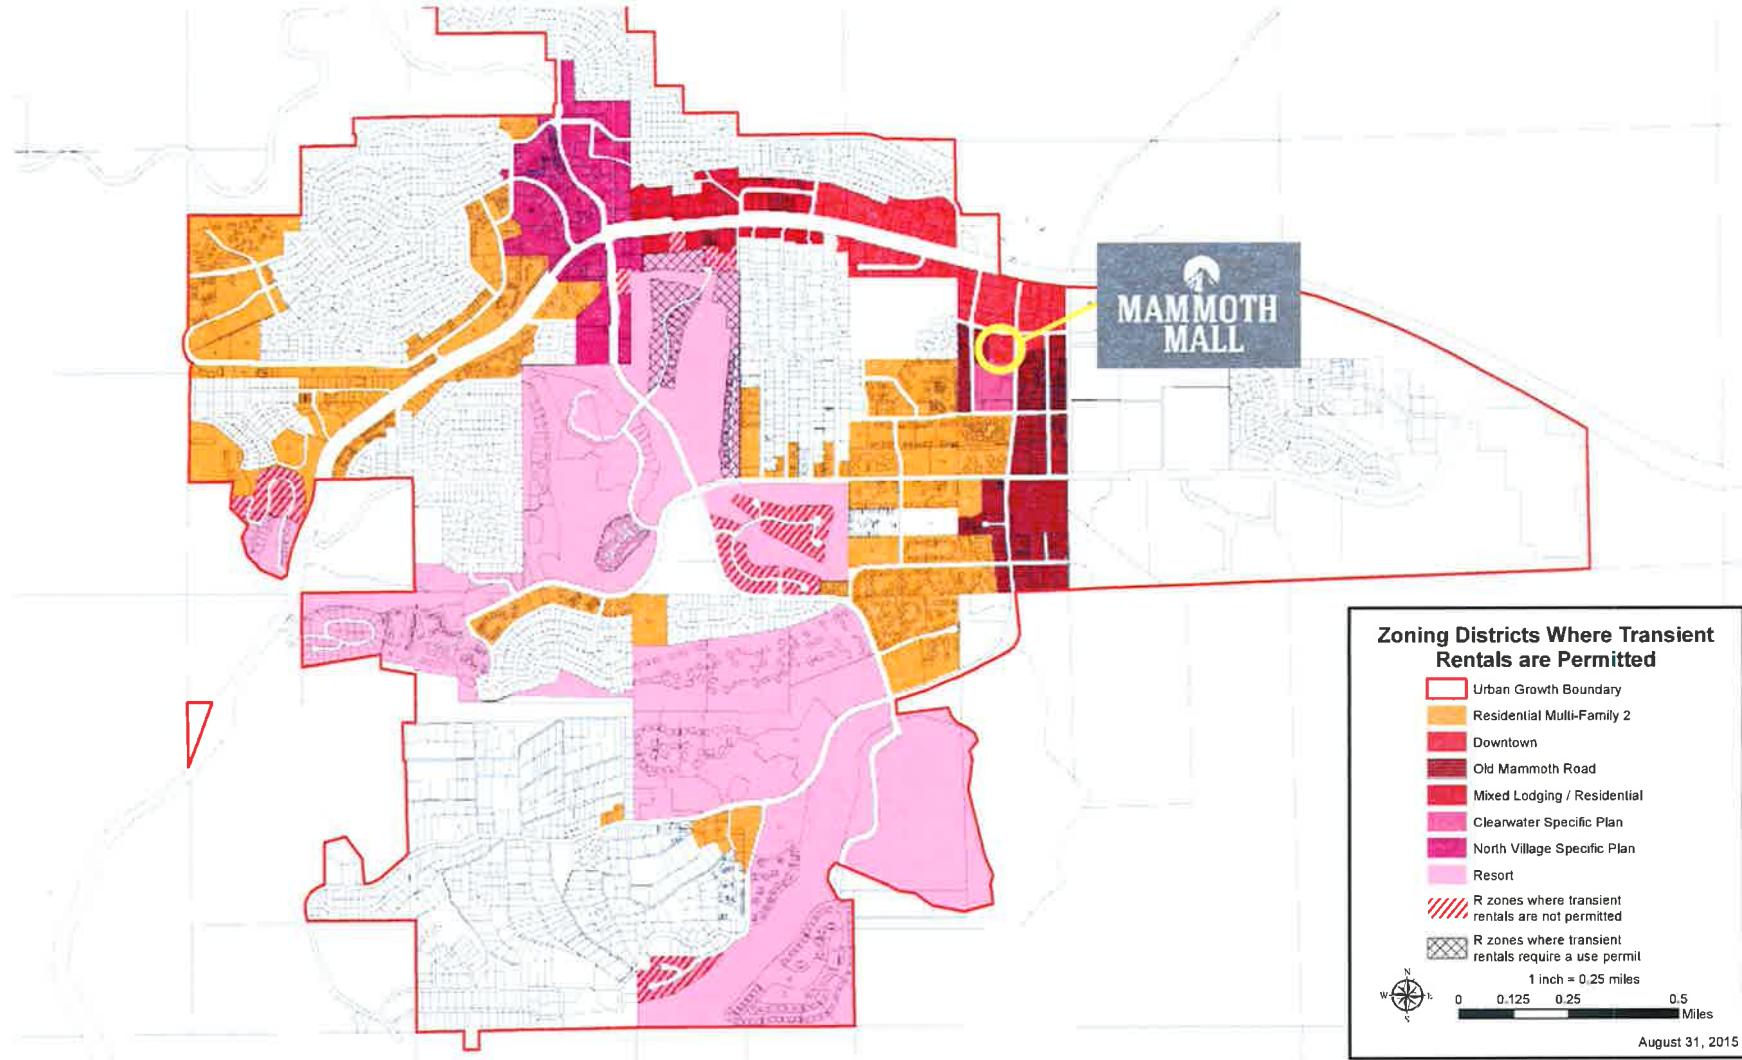 MAMMOTH
MALL
Zoning Districts Where Transient
Rentals are Permitted
Urban Growth Boundary
Residential Multi-Family 2
Downtown
Old Mammoth Road
Mixed Lodging / Residential
Clearwater Specific Plan
North Village Specific Plan
Resort
R zones where transient
rentals are not permitted
R zones where transient
rentals require a use permit
1 inch = 0.25 miles
N
W E
S
0 0.125 0.25 0.5
Miles
August 31, 2015